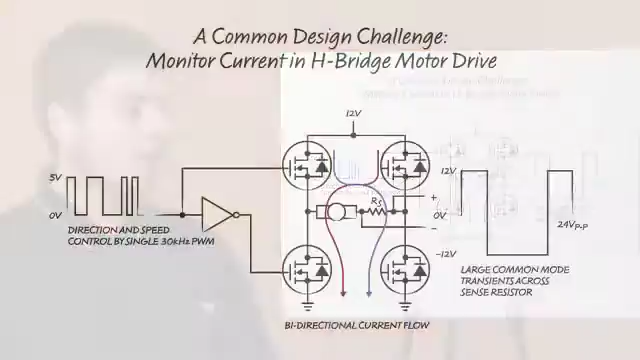 A Common Design Challenge:
Monitor Current in H-Bridge Motor Drive
12V
5V
0V
DIRECTION AND SPEED
CONTROL BY SINGLE 30kHz PWM
RS
+
−
12V
0V
−12V
24VP-P
LARGE COMMON MODE
TRANSIENTS ACROSS
SENSE RESISTOR
BI-DIRECTIONAL CURRENT FLOW